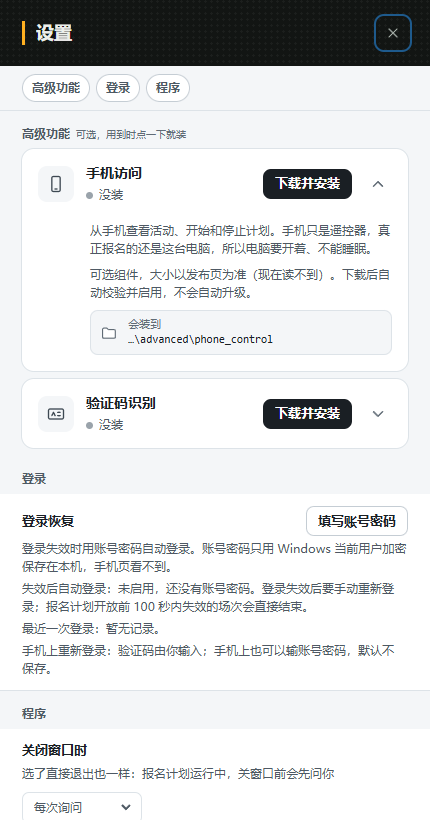 设置
高级功能 登录 程序
高级功能 可选，用到时点一下就装
手机访问
没装
下载并安装
从手机查看活动、开始和停止计划。手机只是遥控器，真
正报名的还是这台电脑，所以电脑要开着、不能睡眠。
可选组件，大小以发布页为准（现在读不到）。下载后自
动校验并启用，不会自动升级。
会装到
…\advanced\phone_control
验证码识别
没装
下载并安装
登录
登录恢复
填写账号密码
登录失效时用账号密码自动登录。账号密码只用 Windows 当前用户加密
保存在本机，手机页看不到。
失效后自动登录：未启用，还没有账号密码。登录失效后要手动重新登
录；报名计划开放前 100 秒内失效的场次会直接结束。
最近一次登录：暂无记录。
手机上重新登录：验证码由你输入；手机上也可以输账号密码，默认不
保存。
程序
关闭窗口时
选了直接退出也一样：报名计划运行中，关窗口前会先问你
每次询问